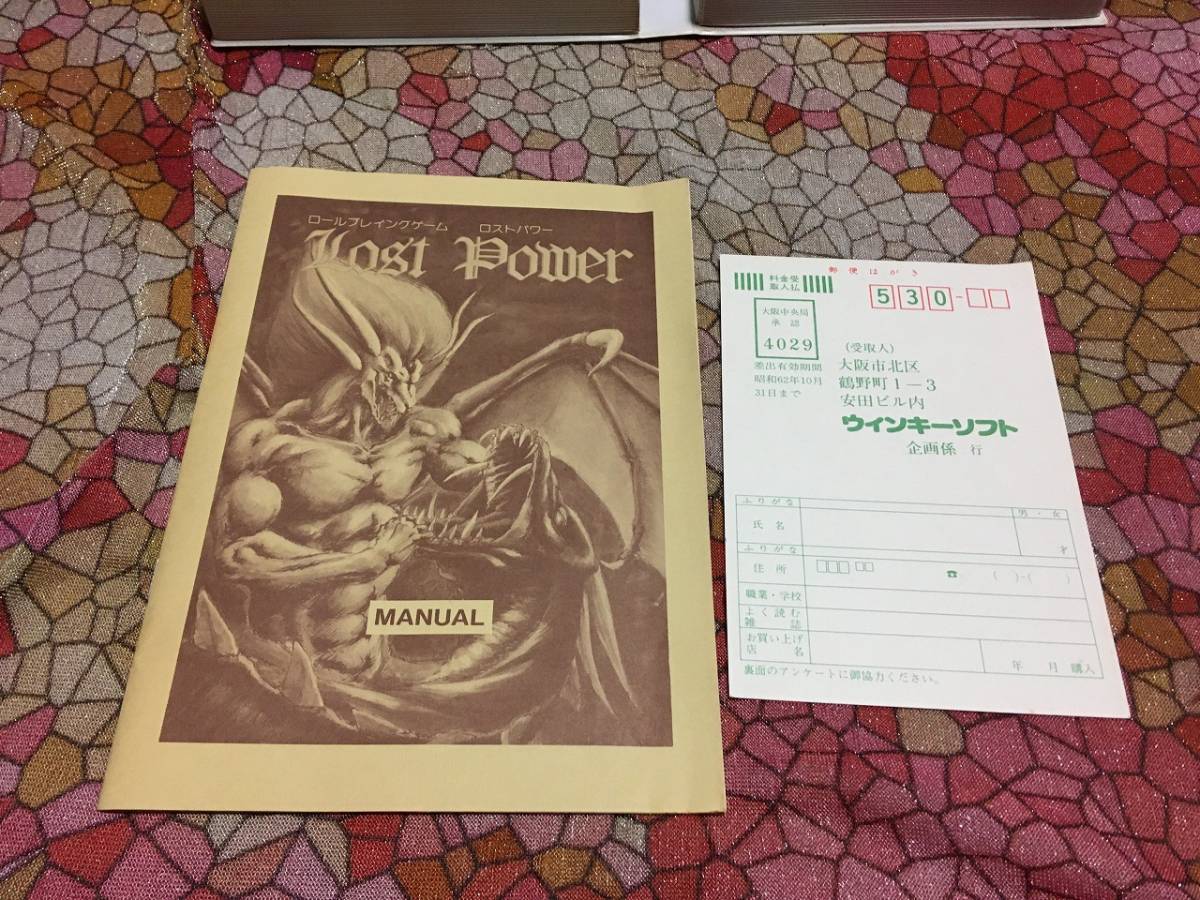 ロールプレイングゲーム ロストパワー
Lost Power
MANUAL
郵便はがき
料金受
取人払
530-
大阪中央局
承認
4029
差出有効期間
昭和62年10月
31日まで
(受取人)
大阪市北区
鶴野町1-3
安田ビル内
ウインキーソフト
企画係 行
ふりがな
氏名
男・女
才
ふりがな
住所
☎ ( )-( )
職業・学校
よく読む
雑誌
お買い上げ
店名
年 月 購入
裏面のアンケートに御協力ください。